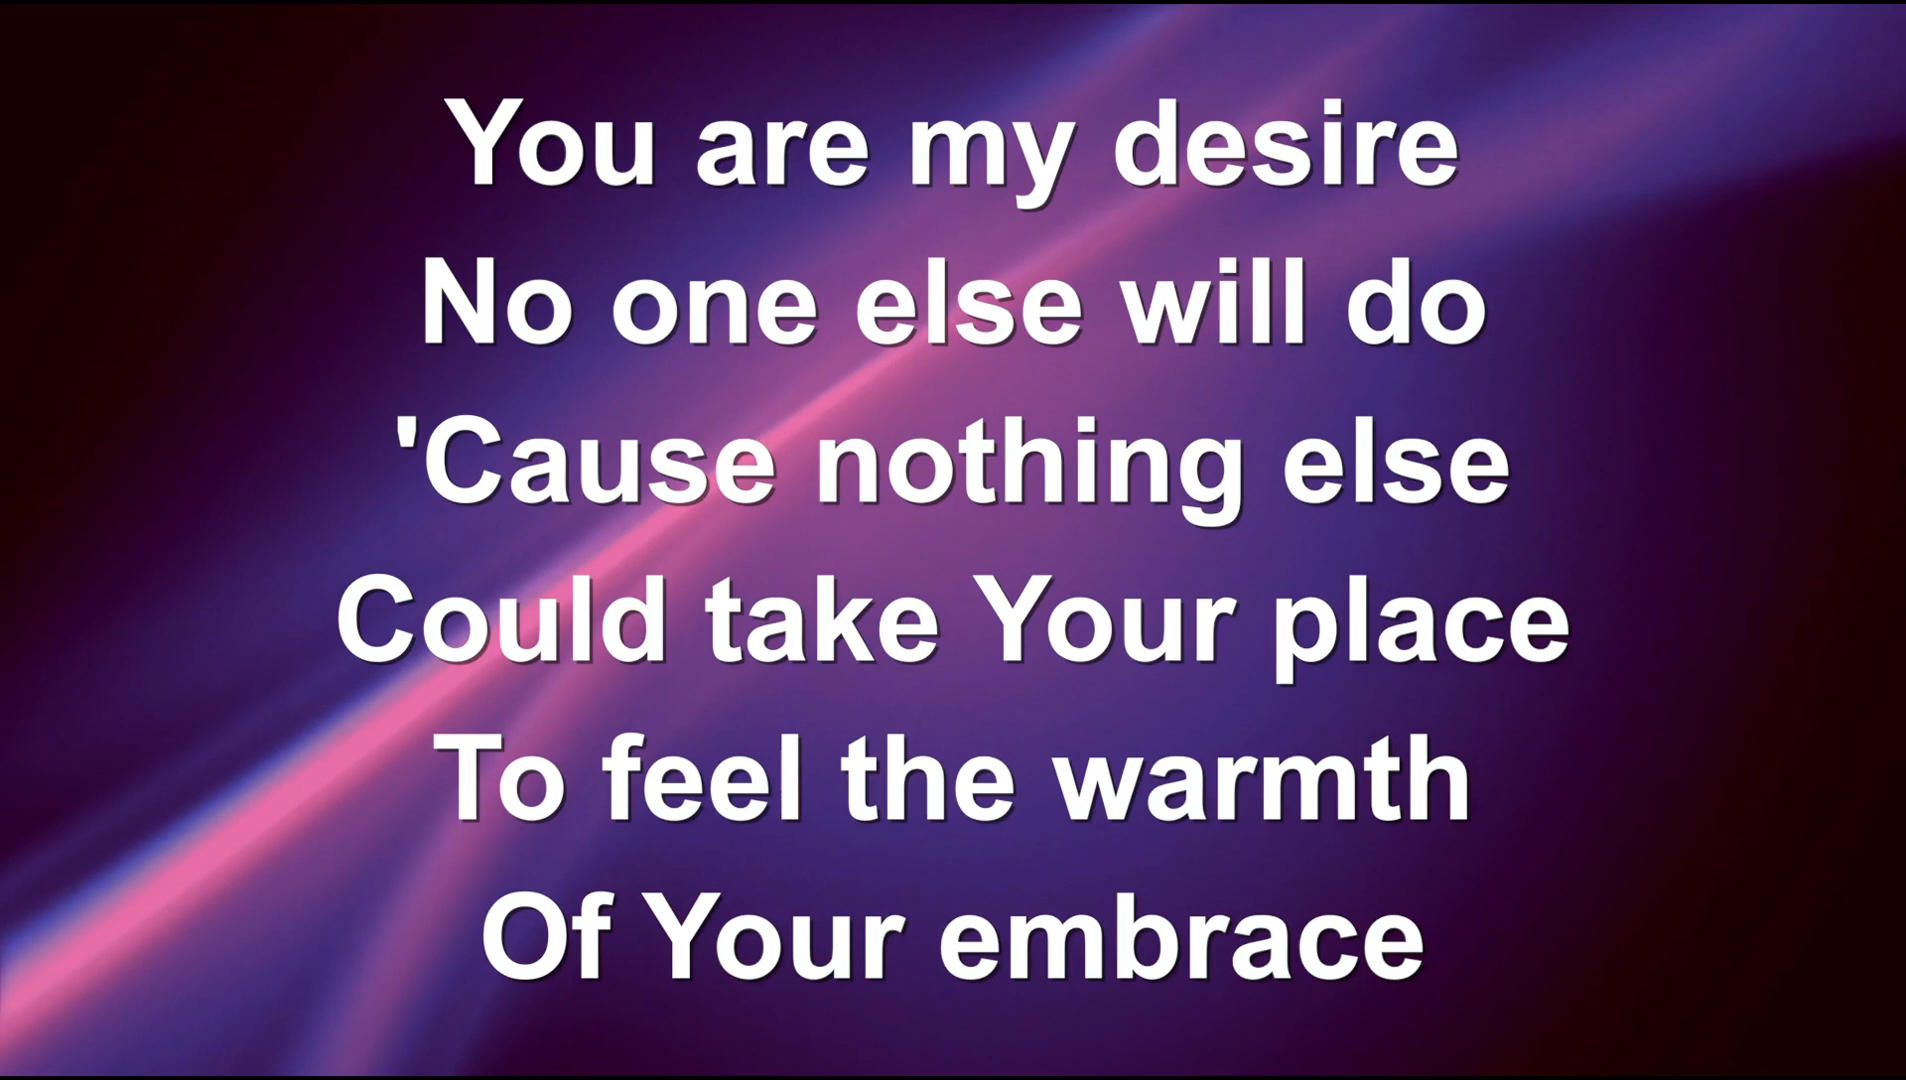 You are my desire
No one else will do
'Cause nothing else
Could take Your place
To feel the warmth
Of Your embrace